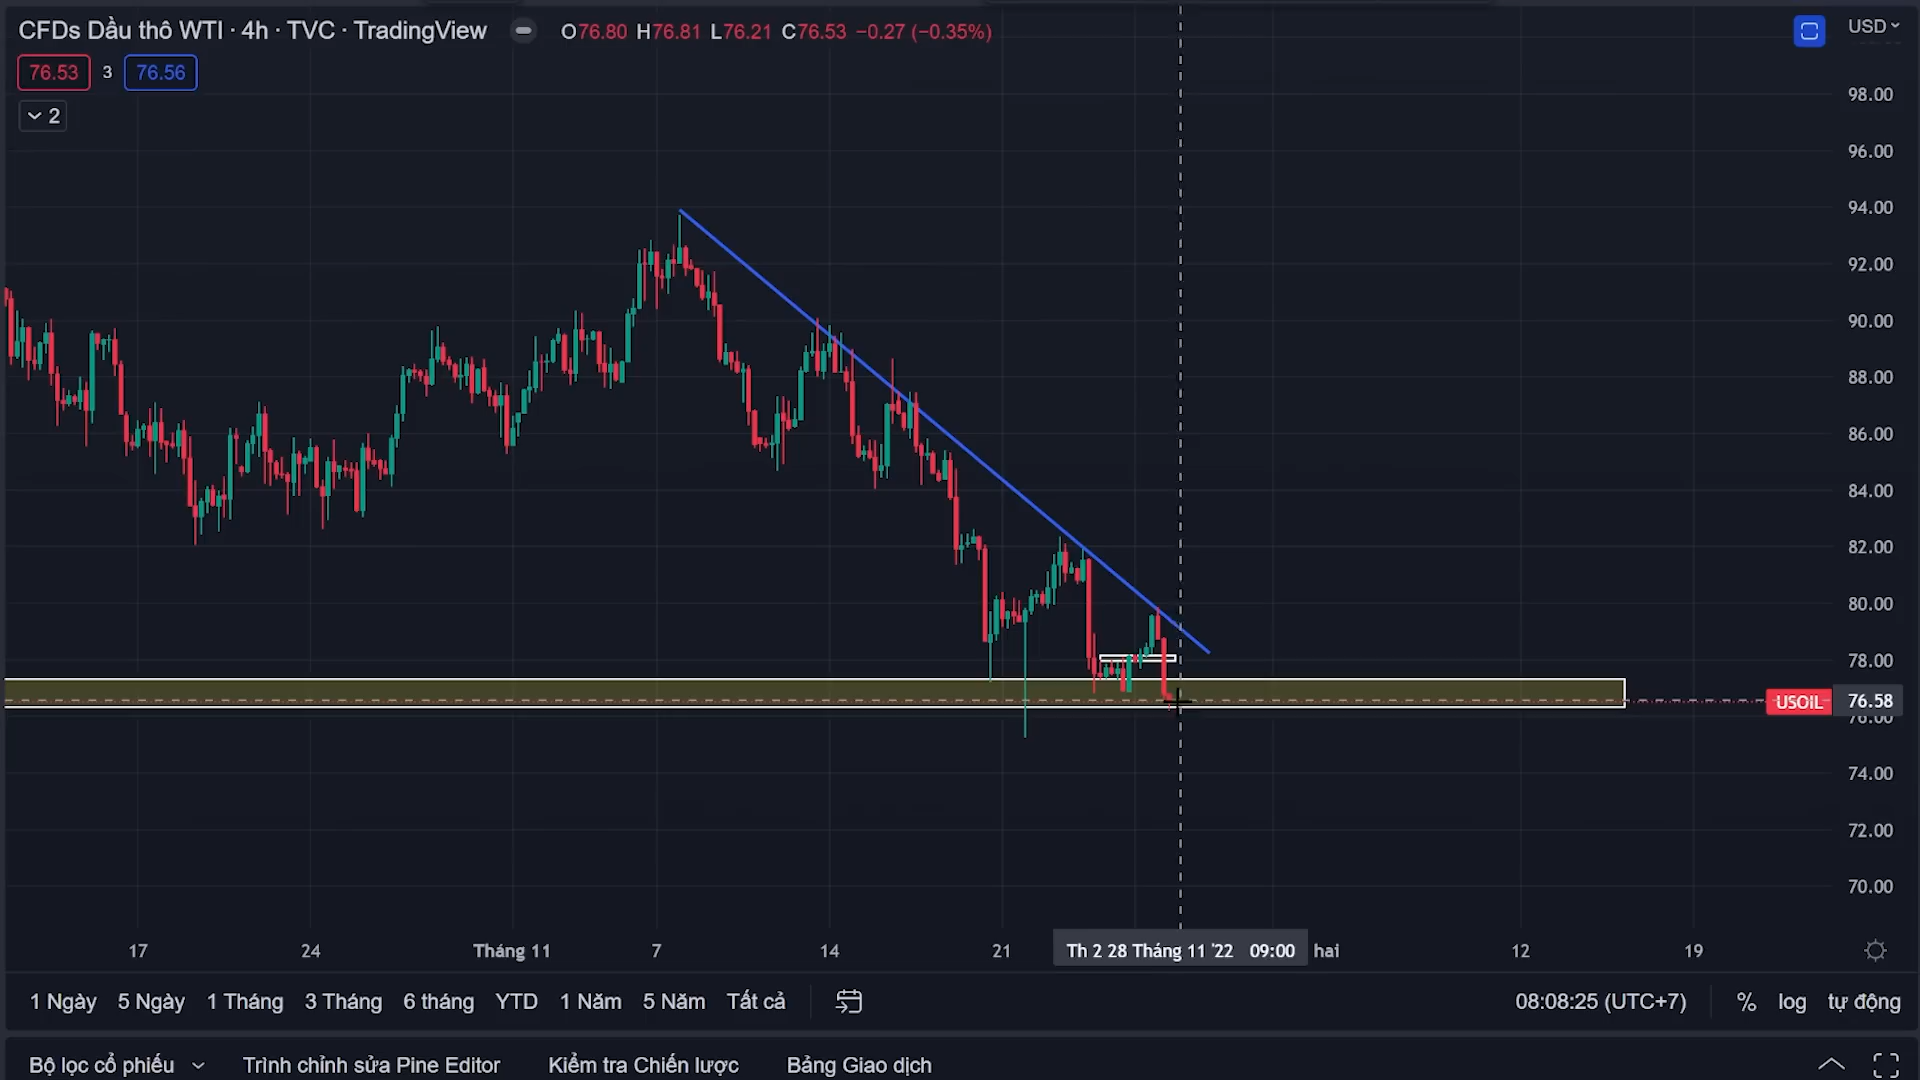 CFDs Dầu thô WTI · 4h · TVC · TradingView O76.80 H76.81 L76.21 C76.53 −0.27 (−0.35%) USD
76.53 3 76.56
2
98.00
96.00
94.00
92.00
90.00
88.00
86.00
84.00
82.00
80.00
78.00
USOIL 76.58
76.00
74.00
72.00
70.00
17 24 Tháng 11 7 14 21 Th 2 28 Tháng 11 '22 09:00 hai 12 19
1 Ngày 5 Ngày 1 Tháng 3 Tháng 6 tháng YTD 1 Năm 5 Năm Tất cả 08:08:25 (UTC+7) % log tự động
Bộ lọc cổ phiếu Trình chỉnh sửa Pine Editor Kiểm tra Chiến lược Bảng Giao dịch